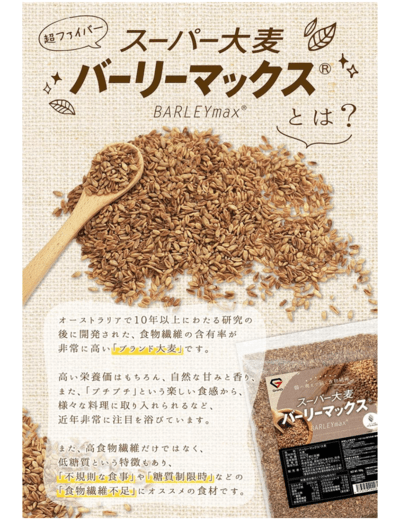 超ファイバー
スーパー大麦
バーリーマックス®
BARLEYmax®
とは?
オーストラリアで10年以上にわたる研究の
後に開発された、食物繊維の含有率が
非常に高い「ブランド大麦」です。
高い栄養価はもちろん、自然な甘みと香り、
また、「プチプチ」という楽しい食感から、
様々な料理に取り入れられるなど、
近年非常に注目を浴びています。
また、高食物繊維だけではなく、
低糖質という特徴もあり、
「不規則な食事」や「糖質制限時」などの
「食物繊維不足」にオススメの食材です。
スーパー大麦
バーリーマックス
BARLEYmax